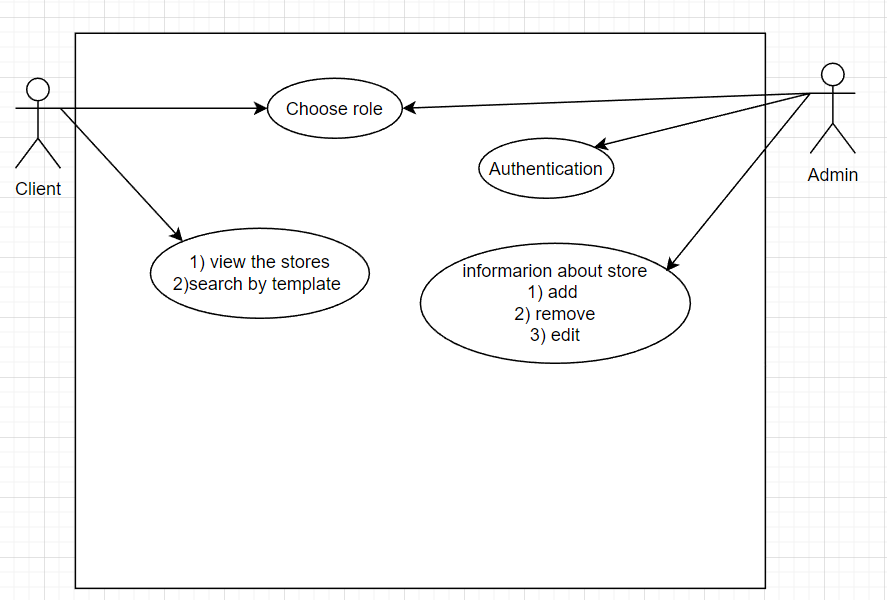 Choose role
Authentication
Client
Admin
1) view the stores
2)search by template
informarion about store
1) add
2) remove
3) edit